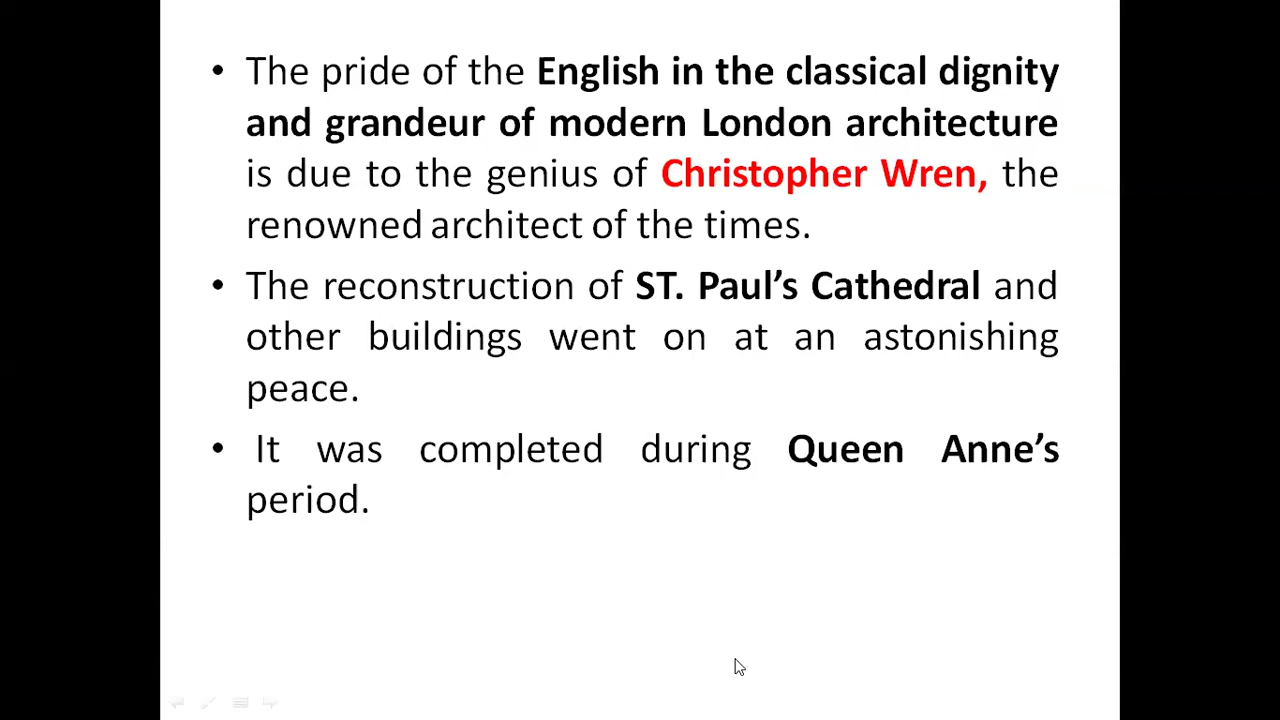 • The pride of the English in the classical dignity
and grandeur of modern London architecture
is due to the genius of Christopher Wren, the
renowned architect of the times.
• The reconstruction of ST. Paul’s Cathedral and
other buildings went on at an astonishing
peace.
• It was completed during Queen Anne’s
period.